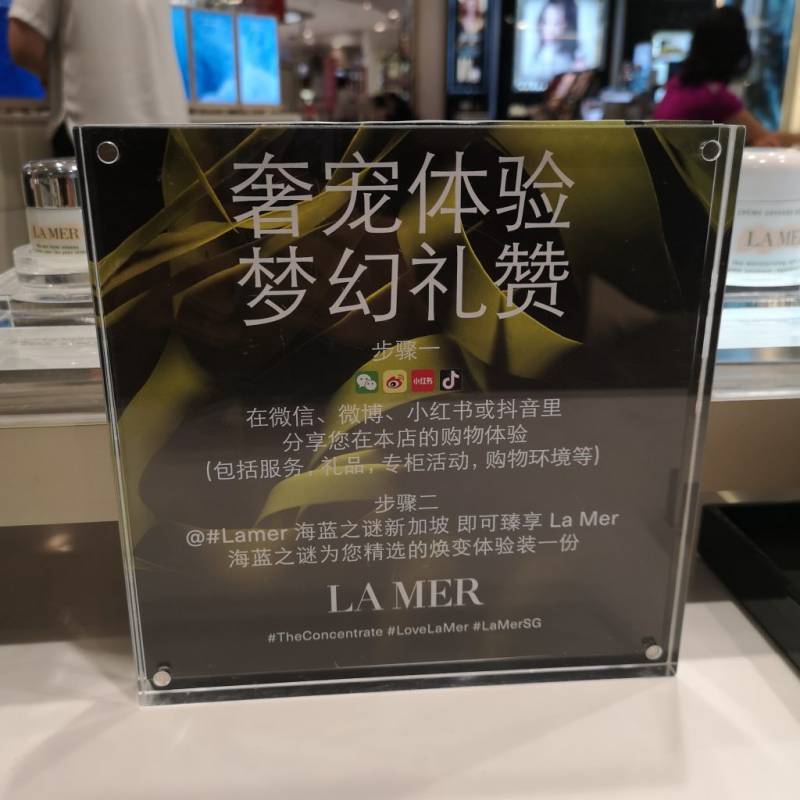 奢宠体验
梦幻礼赞
步骤一
小红书
在微信、微博、小红书或抖音里
分享您在本店的购物体验
(包括服务, 礼品, 专柜活动, 购物环境等)
步骤二
@#Lamer 海蓝之谜新加坡 即可臻享 La Mer
海蓝之谜为您精选的焕变体验装一份
LA MER
#TheConcentrate #LoveLaMer #LaMerSG
LA MER
LA MER